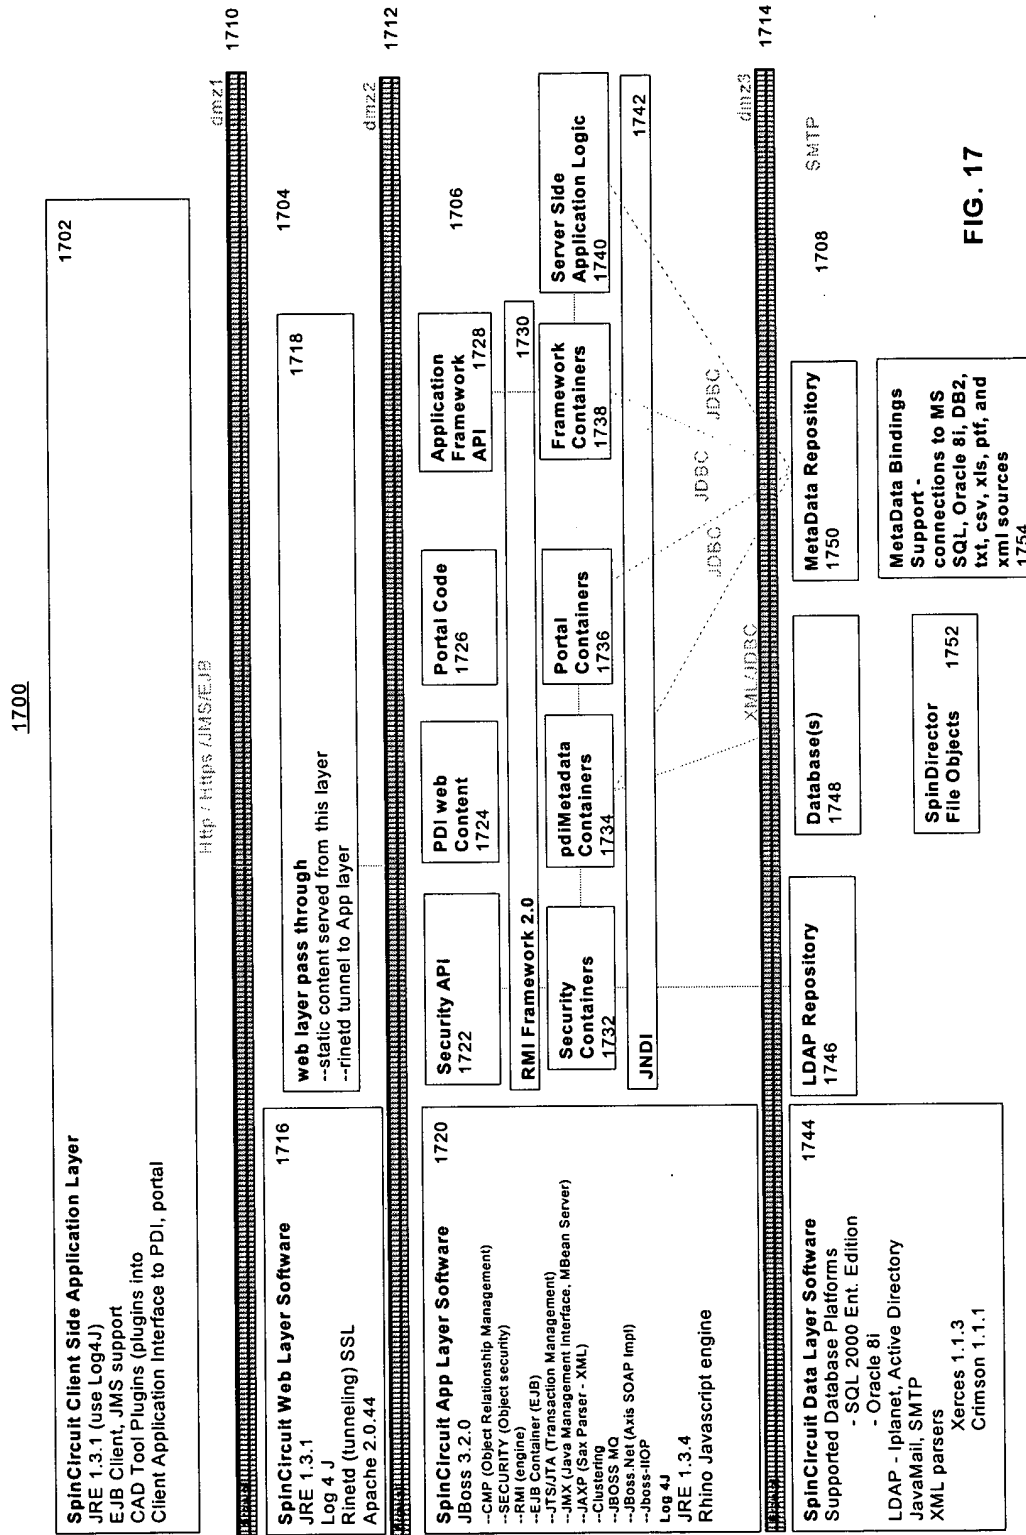 1700
SpinCircuit Client Side Application Layer
1702
JRE 1.3.1 (use Log4J)
EJB Client, JMS support
CAD Tool Plugins (plugins into
Client Application Interface to PDI, portal
Http / Https /JMS/EJB
dmz1
1710
SpinCircuit Web Layer Software
1716
JRE 1.3.1
Log 4 J
Rinetd (tunneling) SSL
Apache 2.0.44
web layer pass through
1718
--static content served from this layer
--rinetd tunnel to App layer
1704
dmz2
1712
SpinCircuit App Layer Software
1720
JBoss 3.2.0
--CMP (Object Relationship Management)
--SECURITY (Object security)
--RMI (engine)
--EJB Container (EJB)
--JTS/JTA (Transaction Management)
--JMX (Java Management Interface, MBean Server)
--JAXP (Sax Parser - XML)
--Clustering
--JBOSS MQ
--JBoss.Net (Axis SOAP Impl)
--Jboss-IIOP
Log 4J
JRE 1.3.4
Rhino Javascript engine
Security API
1722
PDI web
Content
1724
Portal Code
1726
Application
Framework
API 1728
1706
RMI Framework 2.0
1730
Security
Containers
1732
pdiMetadata
Containers
1734
Portal
Containers
1736
Framework
Containers
1738
Server Side
Application Logic
1740
JNDI
1742
XML/JDBC
JDBC
JDBC
JDBC
dmz3
1714
SpinCircuit Data Layer Software
1744
Supported Database Platforms
- SQL 2000 Ent. Edition
- Oracle 8i
LDAP - Iplanet, Active Directory
JavaMail, SMTP
XML parsers
Xerces 1.1.3
Crimson 1.1.1
LDAP Repository
1746
Database(s)
1748
MetaData Repository
1750
1708
SMTP
SpinDirector
File Objects 1752
MetaData Bindings
Support -
connections to MS
SQL, Oracle 8i, DB2,
txt, csv, xls, ptf, and
xml sources
1754
FIG. 17